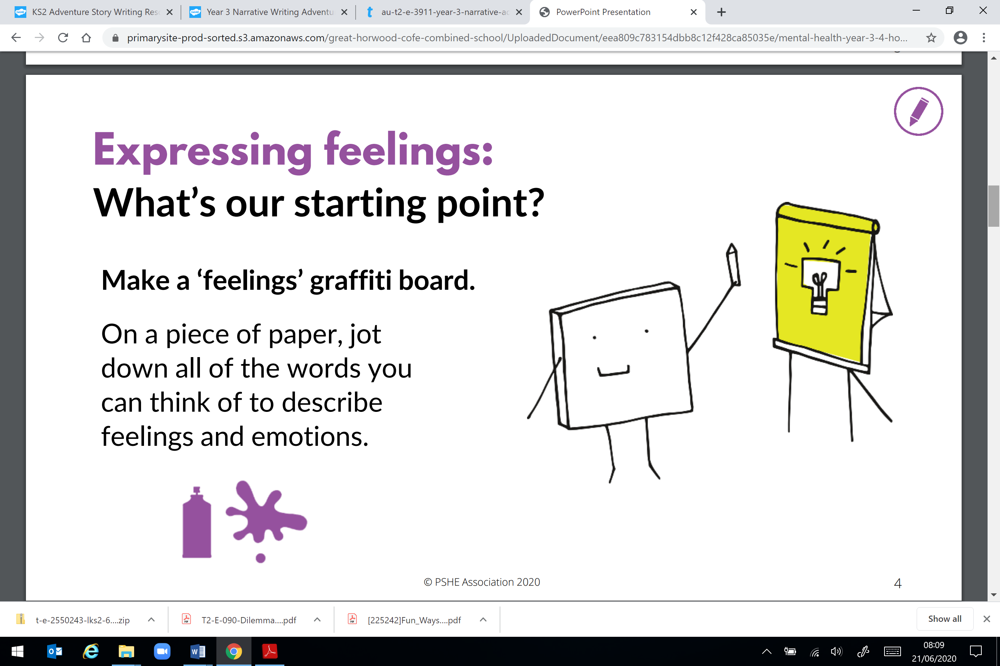 KS2 Adventure Story Writing Res
Year 3 Narrative Writing Adventu
au-t2-e-3911-year-3-narrative-ac
PowerPoint Presentation
primarysite-prod-sorted.s3.amazonaws.com/great-horwood-cofe-combined-school/UploadedDocument/eea809c783154dbb8c12f428ca85035e/mental-health-year-3-4-ho...
Expressing feelings:
What’s our starting point?
Make a ‘feelings’ graffiti board.
On a piece of paper, jot
down all of the words you
can think of to describe
feelings and emotions.
© PSHE Association 2020
4
t-e-2550243-lks2-6....zip
T2-E-090-Dilemma....pdf
[225242]Fun_Ways....pdf
Show all
08:09
21/06/2020